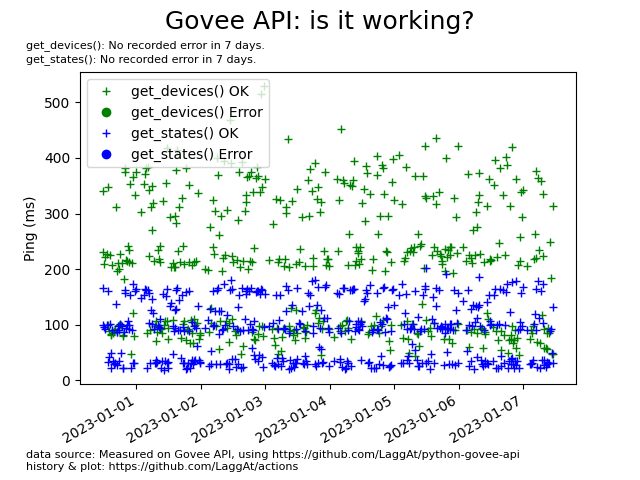 Govee API: is it working?
get_devices(): No recorded error in 7 days.
get_states(): No recorded error in 7 days.
get_devices() OK
get_devices() Error
get_states() OK
get_states() Error
Ping (ms)
500
400
300
200
100
0
2023-01-01
2023-01-02
2023-01-03
2023-01-04
2023-01-05
2023-01-06
2023-01-07
data source: Measured on Govee API, using https://github.com/LaggAt/python-govee-api
history & plot: https://github.com/LaggAt/actions